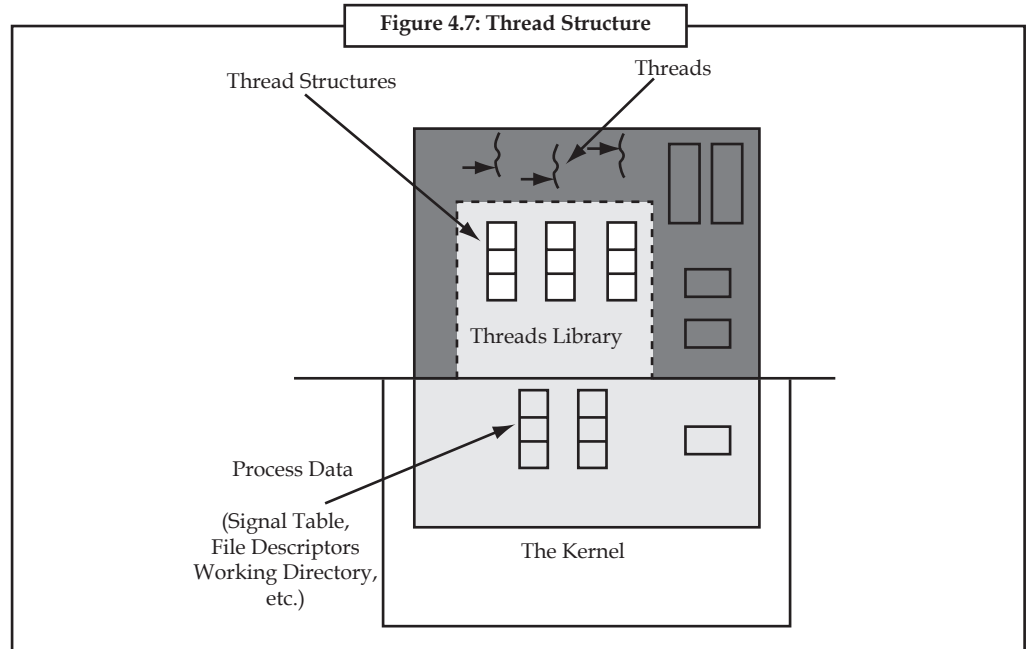 Figure 4.7: Thread Structure
Threads
Thread Structures
Threads Library
Process Data
(Signal Table,
File Descriptors
Working Directory,
etc.)
The Kernel